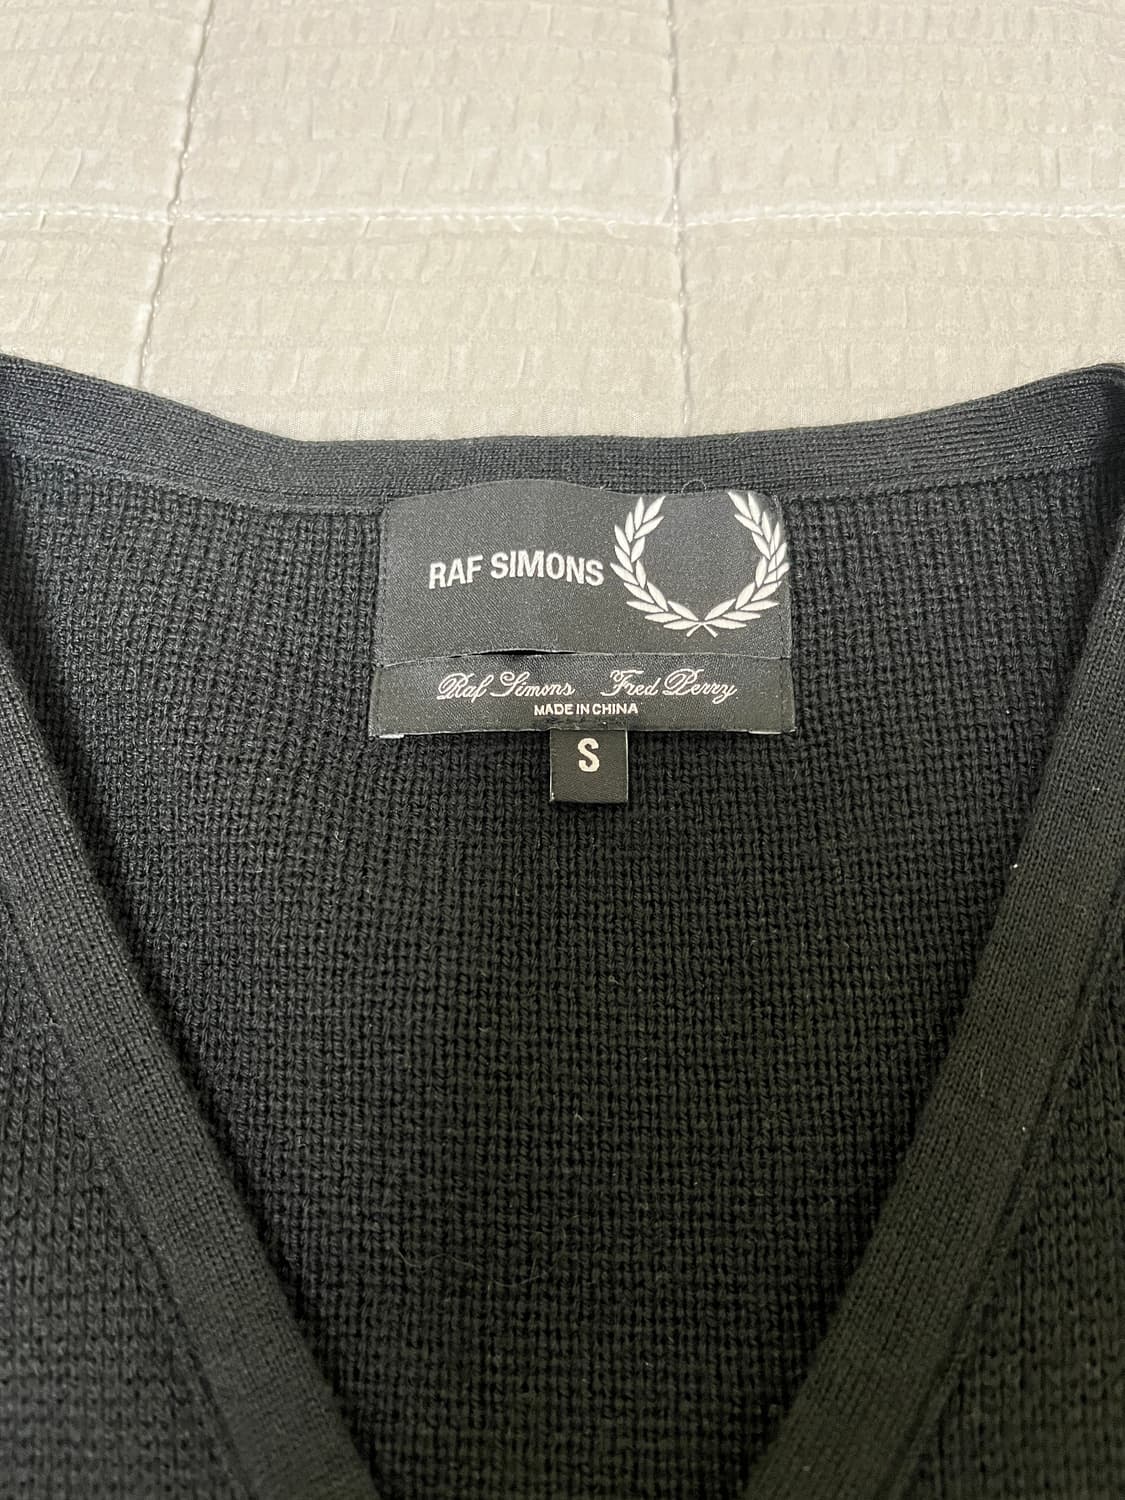 RAF SIMONS
Raf Simons Fred Perry
MADE IN CHINA
S